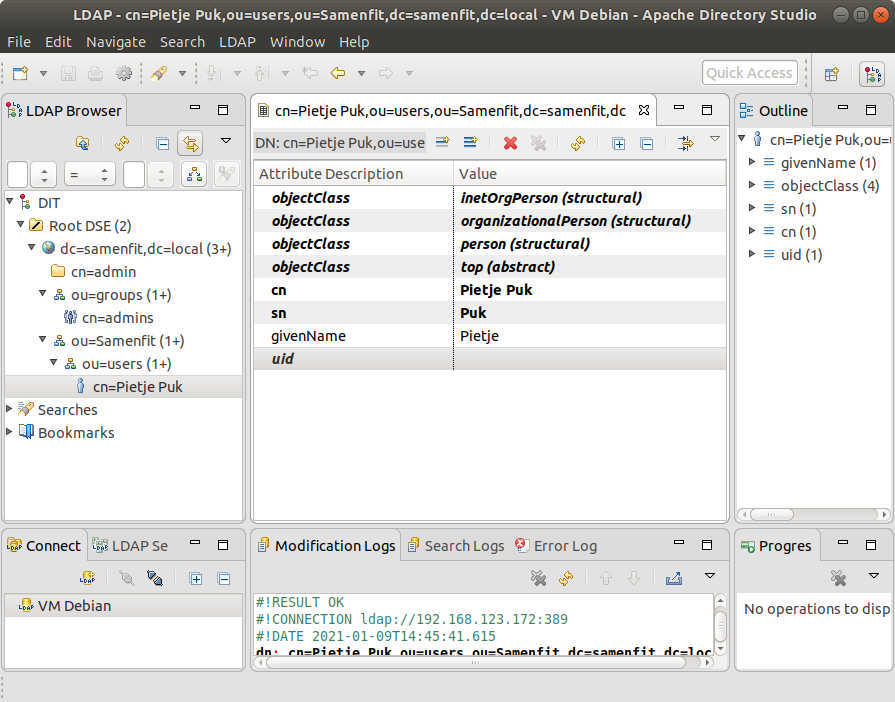 LDAP - cn=Pietje Puk,ou=users,ou=Samenfit,dc=samenfit,dc=local - VM Debian - Apache Directory Studio
File Edit Navigate Search LDAP Window Help
Quick Access
LDAP Browser
=
DIT
Root DSE (2)
dc=samenfit,dc=local (3+)
cn=admin
ou=groups (1+)
cn=admins
ou=Samenfit (1+)
ou=users (1+)
cn=Pietje Puk
Searches
Bookmarks
cn=Pietje Puk,ou=users,ou=Samenfit,dc=samenfit,dc
DN: cn=Pietje Puk,ou=use
Attribute Description Value
objectClass inetOrgPerson (structural)
objectClass organizationalPerson (structural)
objectClass person (structural)
objectClass top (abstract)
cn Pietje Puk
sn Puk
givenName Pietje
uid
Outline
cn=Pietje Puk,ou=u
givenName (1)
objectClass (4)
sn (1)
cn (1)
uid (1)
Connect LDAP Se
VM Debian
Modification Logs Search Logs Error Log
#!RESULT OK
#!CONNECTION ldap://192.168.123.172:389
#!DATE 2021-01-09T14:45:41.615
dn: cn=Pietje Puk,ou=users,ou=Samenfit,dc=samenfit,dc=loc
Progres
No operations to disp